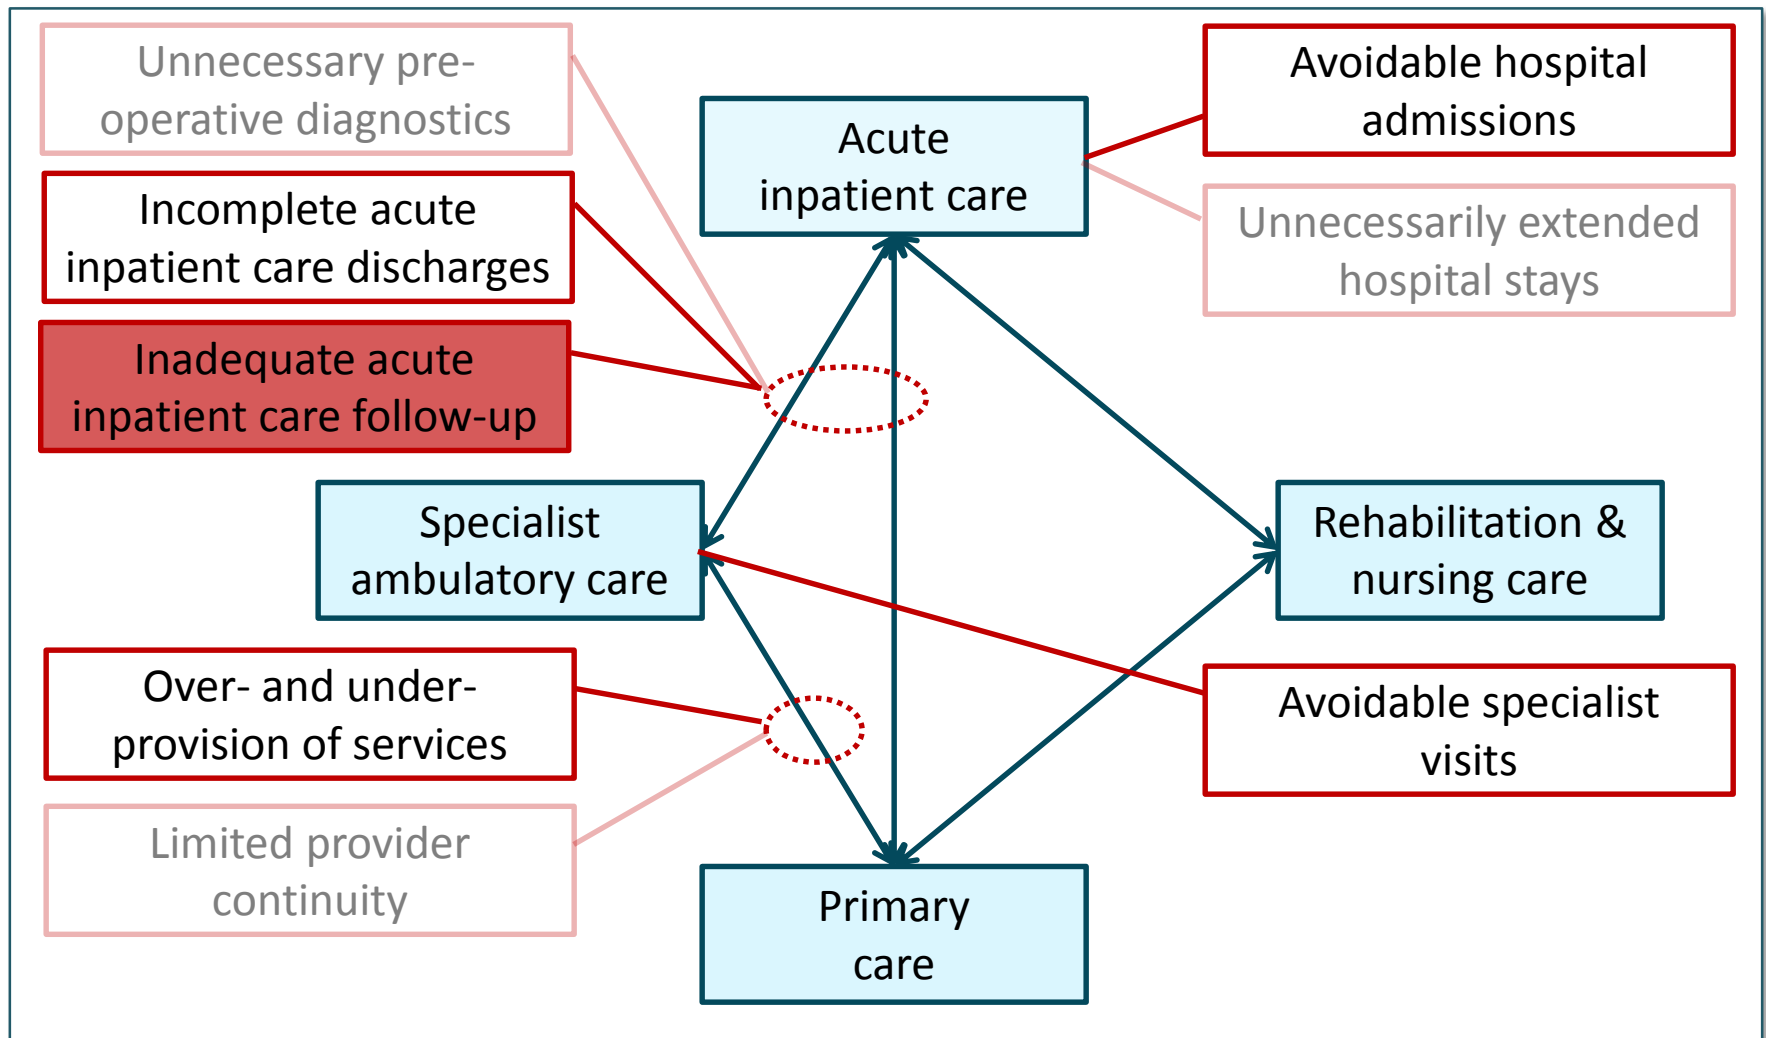 Unnecessary pre-
operative diagnostics
Incomplete acute
inpatient care discharges
Inadequate acute
inpatient care follow-up
Acute
inpatient care
Avoidable hospital
admissions
Unnecessarily extended
hospital stays
Specialist
ambulatory care
Rehabilitation &
nursing care
Over- and under-
provision of services
Limited provider
continuity
Avoidable specialist
visits
Primary
care